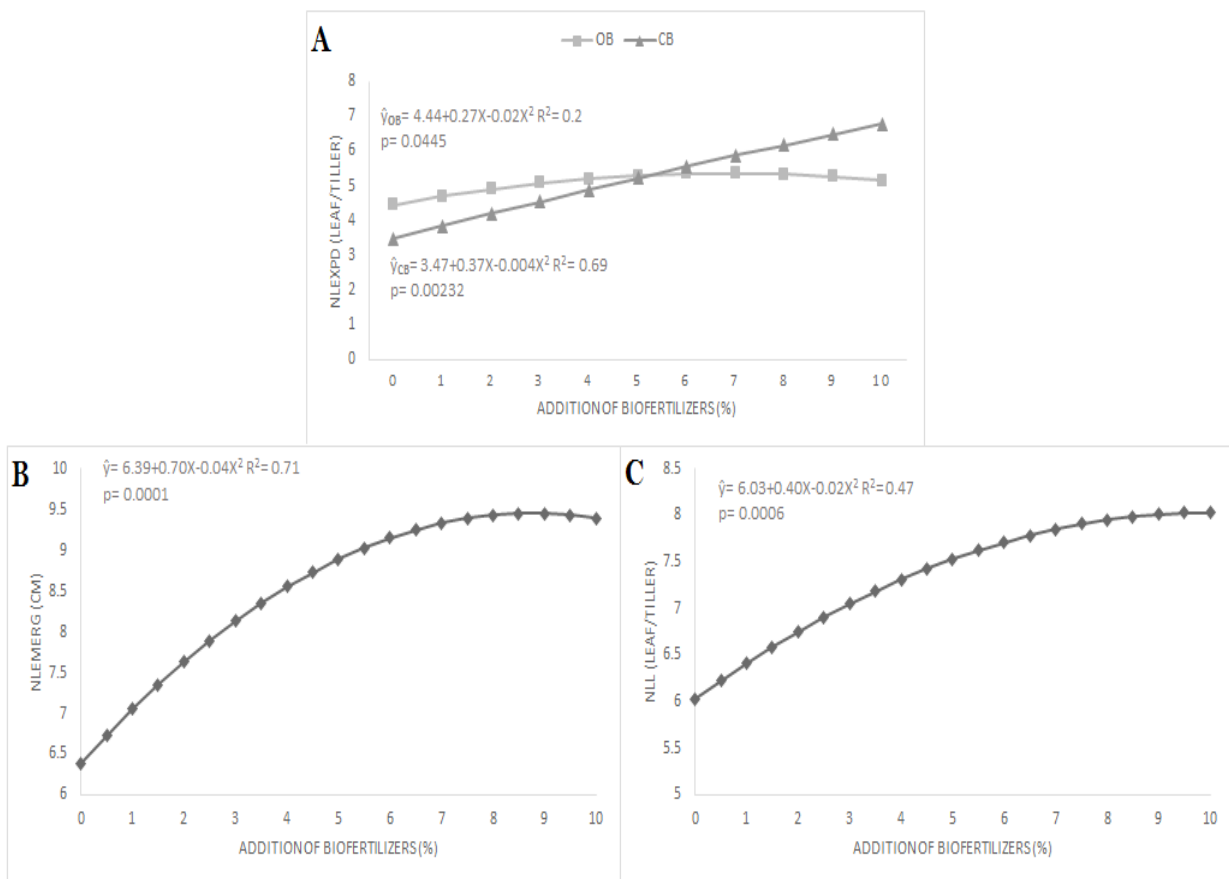 A
OB CB
8
7
6
5
4
3
2
1
0
NLEXPD (LEAF/TILLER)
ŷOB= 4.44+0.27X-0.02X² R²= 0.2
p= 0.0445
ŷCB= 3.47+0.37X-0.004X² R²= 0.69
p= 0.00232
0 1 2 3 4 5 6 7 8 9 10
ADDITION OF BIOFERTILIZERS (%)
B
ŷ= 6.39+0.70X-0.04X² R²= 0.71
p= 0.0001
10
9.5
9
8.5
8
7.5
7
6.5
6
NLEMERG (CM)
0 1 2 3 4 5 6 7 8 9 10
ADDITION OF BIOFERTILIZERS (%)
C
ŷ= 6.03+0.40X-0.02X² R²= 0.47
p= 0.0006
8.5
8
7.5
7
6.5
6
5.5
5
NLL (LEAF/TILLER)
0 1 2 3 4 5 6 7 8 9 10
ADDITION OF BIOFERTILIZERS (%)